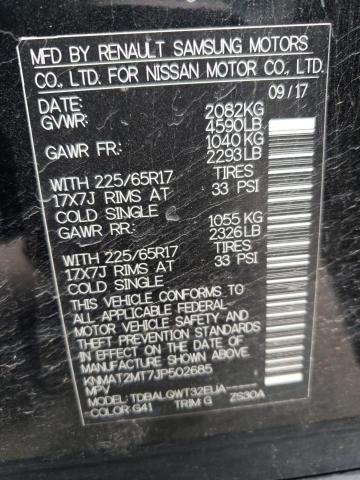 MFD BY RENAULT SAMSUNG MOTORS
CO., LTD. FOR NISSAN MOTOR CO., LTD.
DATE: 09/17
GVWR: 2082KG
4590LB
GAWR FR: 1040KG
2293LB
WITH 225/65R17 TIRES
17X7J RIMS AT 33 PSI
COLD SINGLE
GAWR RR: 1055KG
2326LB
WITH 225/65R17 TIRES
17X7J RIMS AT 33 PSI
COLD SINGLE
THIS VEHICLE CONFORMS TO
ALL-APPLICABLE FEDERAL-
MOTOR VEHICLE SAFETY AND
THEFT PREVENTION STANDARDS
IN EFFECT ON THE DATE OF
MANUFACTURE SHOWN ABOVE.
KNMAT2MT7JP502685
MPV
MODEL: TDBALGWT32EUA-----
COLOR: G41 TRIM: G ZS30A